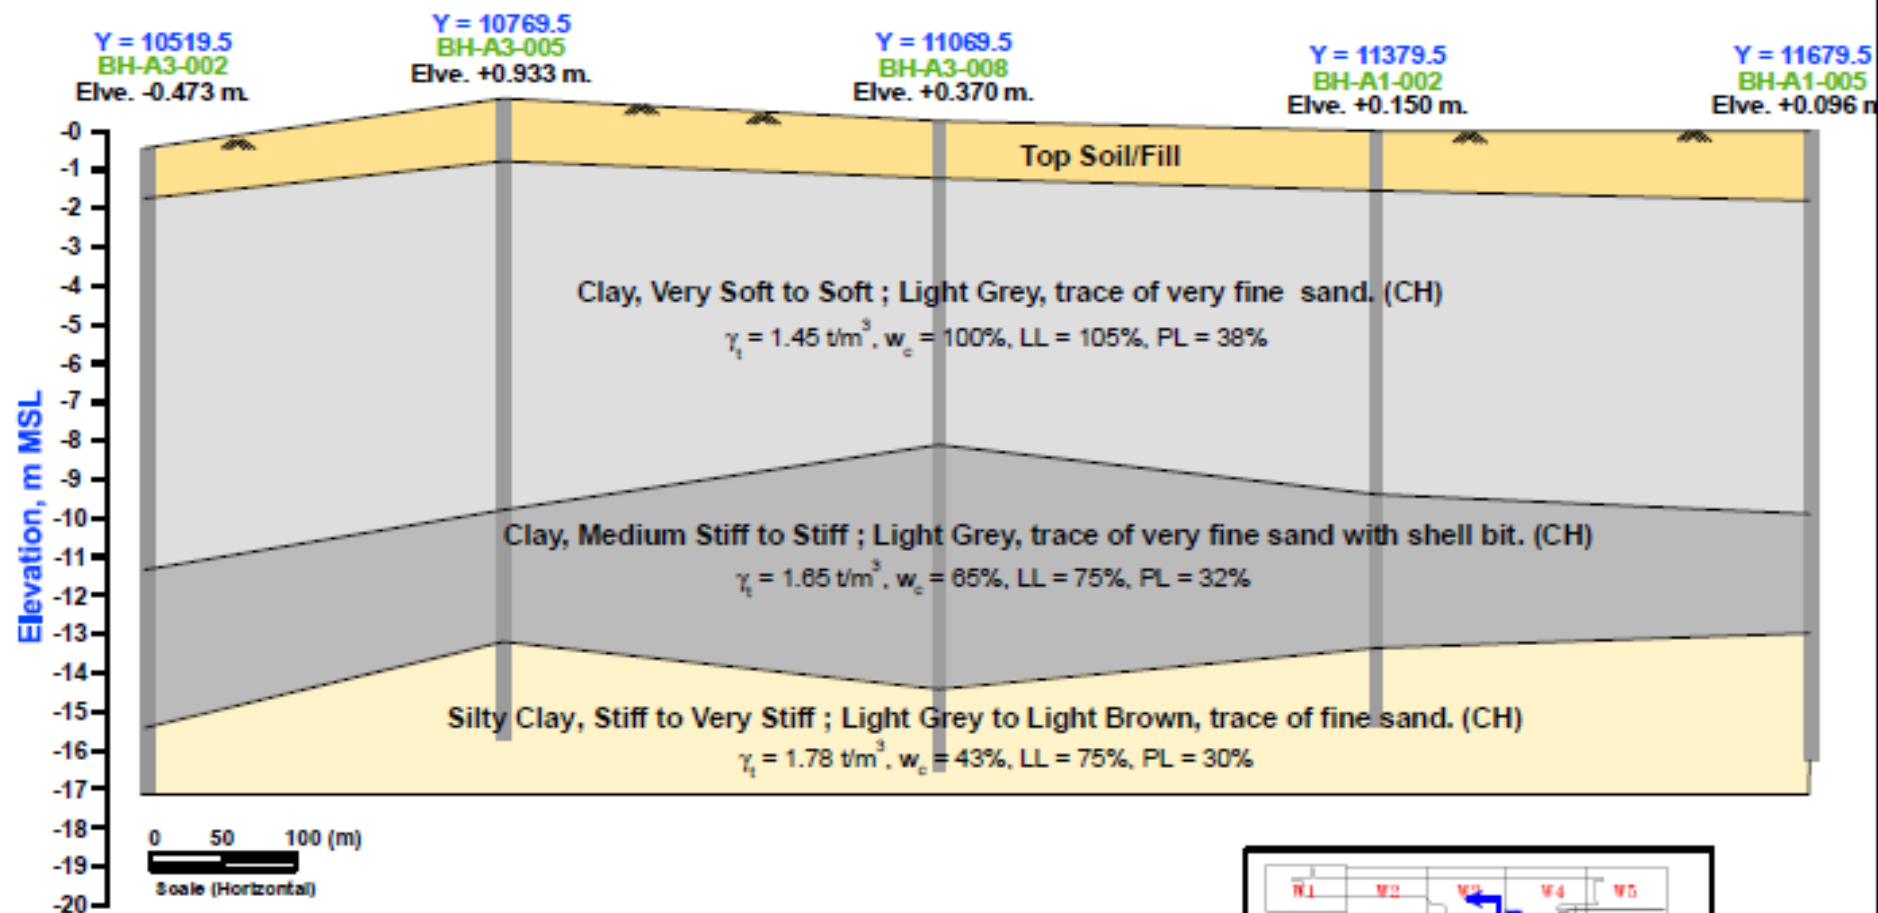 Y = 10519.5
BH-A3-002
Elve. -0.473 m.
Y = 10769.5
BH-A3-005
Elve. +0.933 m.
Y = 11069.5
BH-A3-008
Elve. +0.370 m.
Y = 11379.5
BH-A1-002
Elve. +0.150 m.
Y = 11679.5
BH-A1-005
Elve. +0.096 m
-0
-1
-2
-3
-4
-5
-6
-7
-8
-9
-10
-11
-12
-13
-14
-15
-16
-17
-18
-19
-20
Elevation, m MSL
Top Soil/Fill
Clay, Very Soft to Soft ; Light Grey, trace of very fine sand. (CH)
γt = 1.45 t/m³, wc = 100%, LL = 105%, PL = 38%
Clay, Medium Stiff to Stiff ; Light Grey, trace of very fine sand with shell bit. (CH)
γt = 1.65 t/m³, wc = 65%, LL = 75%, PL = 32%
Silty Clay, Stiff to Very Stiff ; Light Grey to Light Brown, trace of fine sand. (CH)
γt = 1.78 t/m³, wc = 43%, LL = 75%, PL = 30%
0 50 100 (m)
Scale (Horizontal)
W1 W2 W3 W4 W5